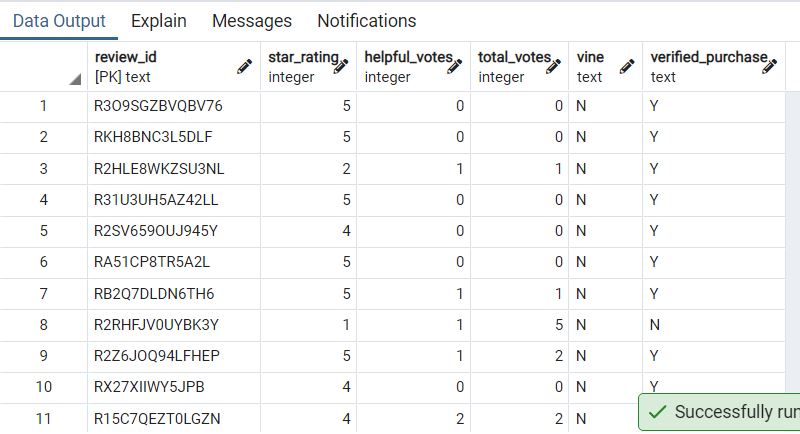 Data Output Explain Messages Notifications
review_id star_rating helpful_votes total_votes vine verified_purchase
[PK] text integer integer integer text text
1 R3O9SGZBVQBV76 5 0 0 N Y
2 RKH8BNC3L5DLF 5 0 0 N Y
3 R2HLE8WKZSU3NL 2 1 1 N Y
4 R31U3UH5AZ42LL 5 0 0 N Y
5 R2SV659OUJ945Y 4 0 0 N Y
6 RA51CP8TR5A2L 5 0 0 N Y
7 RB2Q7DLDN6TH6 5 1 1 N Y
8 R2RHFJV0UYBK3Y 1 1 5 N N
9 R2Z6JOQ94LFHEP 5 1 2 N Y
10 RX27XIIWY5JPB 4 0 0 N Y
11 R15C7QEZT0LGZN 4 2 2 N
Successfully run